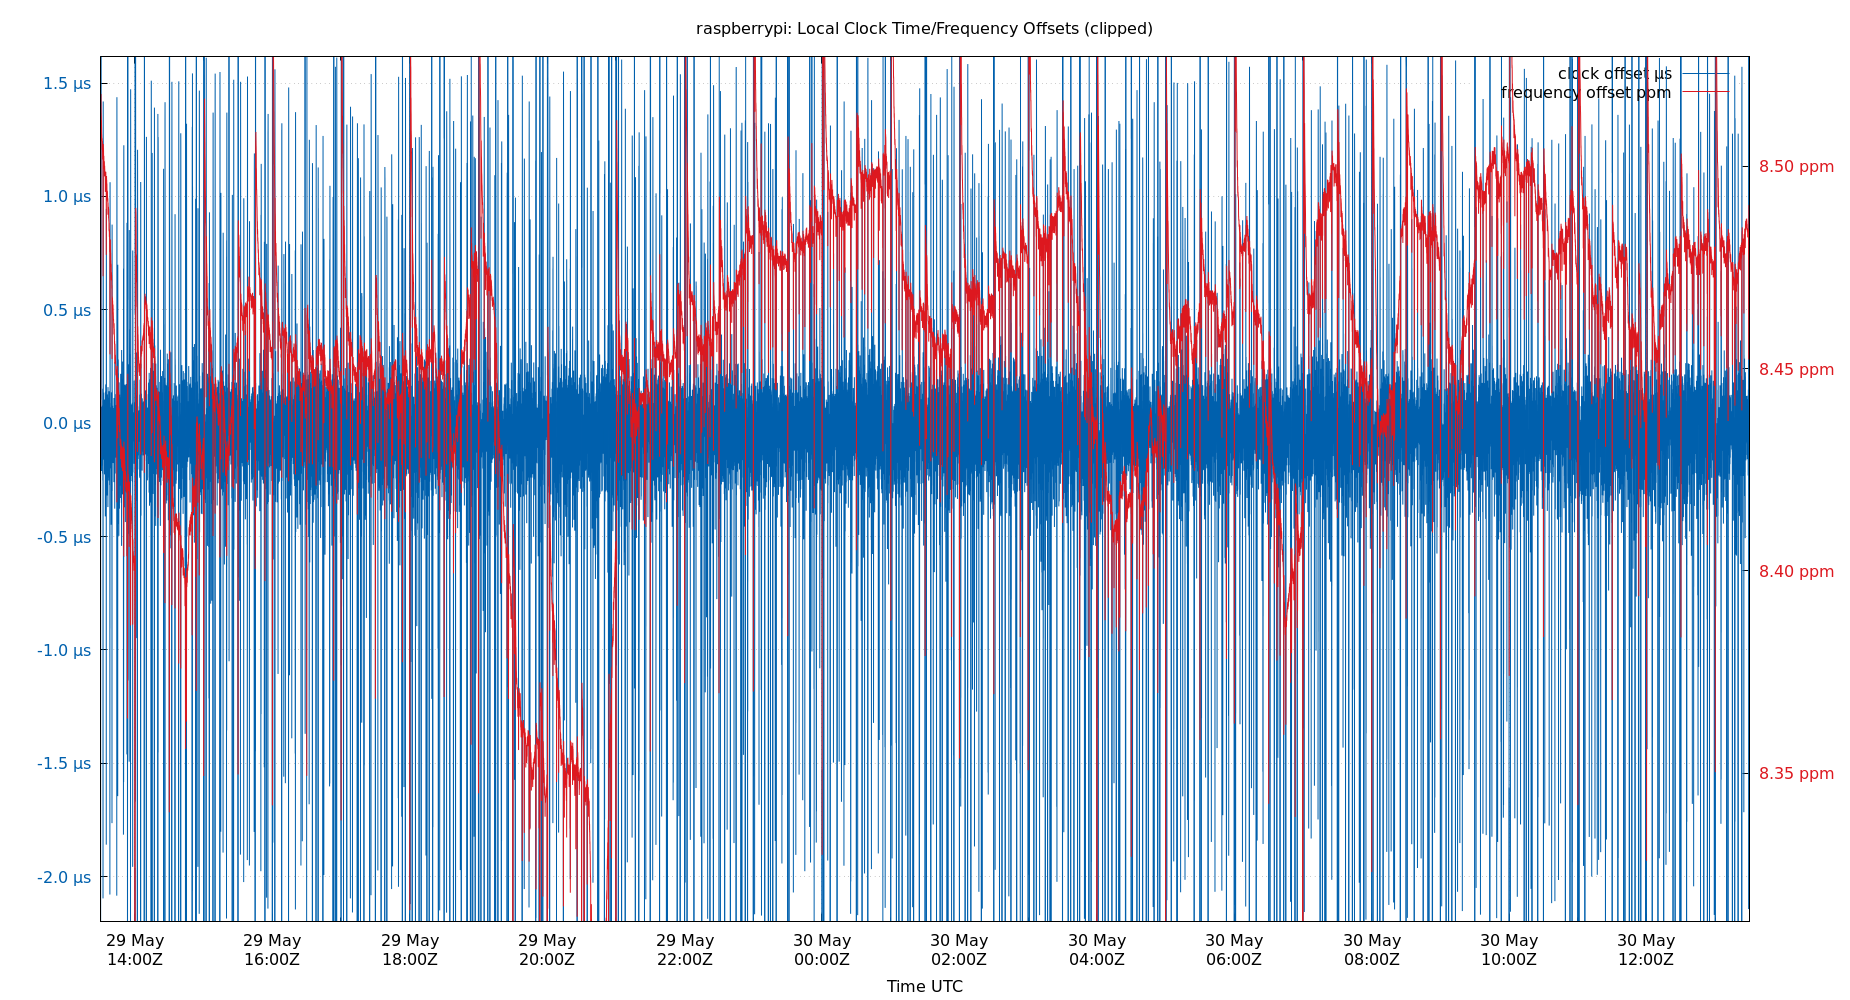 raspberrypi: Local Clock Time/Frequency Offsets (clipped)
clock offset µs
frequency offset ppm
1.5 µs
1.0 µs
0.5 µs
0.0 µs
-0.5 µs
-1.0 µs
-1.5 µs
-2.0 µs
8.50 ppm
8.45 ppm
8.40 ppm
8.35 ppm
29 May 29 May 29 May 29 May 29 May 30 May 30 May 30 May 30 May 30 May 30 May 30 May
14:00Z 16:00Z 18:00Z 20:00Z 22:00Z 00:00Z 02:00Z 04:00Z 06:00Z 08:00Z 10:00Z 12:00Z
Time UTC